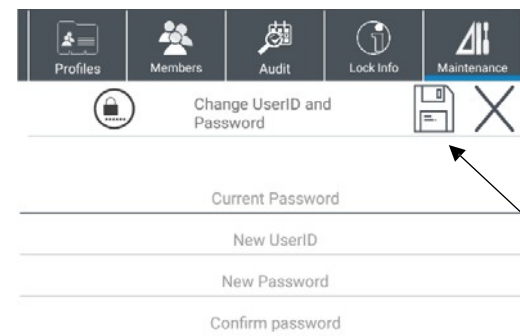 Profiles Members Audit Lock Info Maintenance
Change UserID and
Password
Current Password
New UserID
New Password
Confirm password